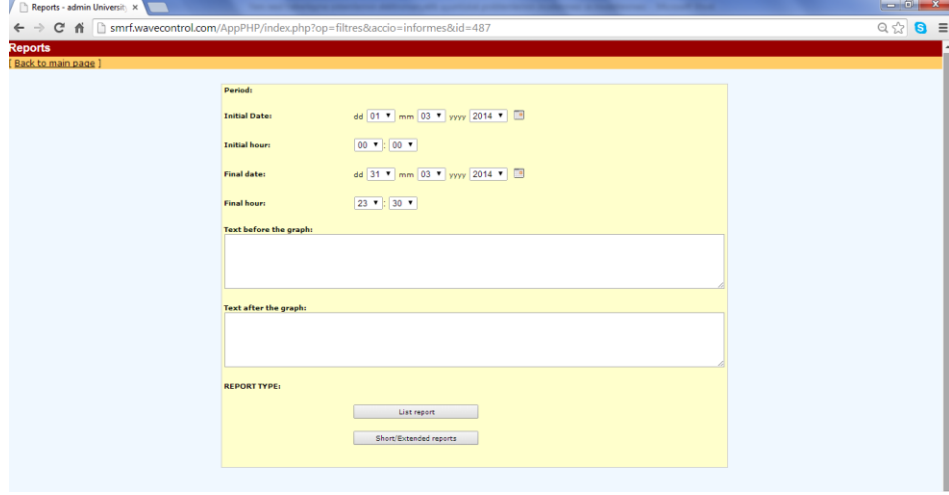 Reports - admin Universit
smrf.wavecontrol.com/AppPHP/index.php?op=filtres&accio=informes&id=487
Reports
[ Back to main page ]
Period:
Initial Date: dd 01 mm 03 yyyy 2014
Initial hour: 00 : 00
Final date: dd 31 mm 03 yyyy 2014
Final hour: 23 : 30
Text before the graph:
Text after the graph:
REPORT TYPE:
List report
Short/Extended reports